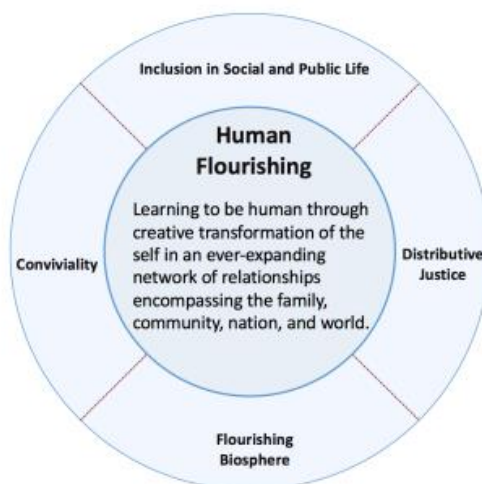 Inclusion in Social and Public Life
Human
Flourishing
Learning to be human through
creative transformation of the
self in an ever-expanding
network of relationships
encompassing the family,
community, nation, and world.
Conviviality
Distributive
Justice
Flourishing
Biosphere